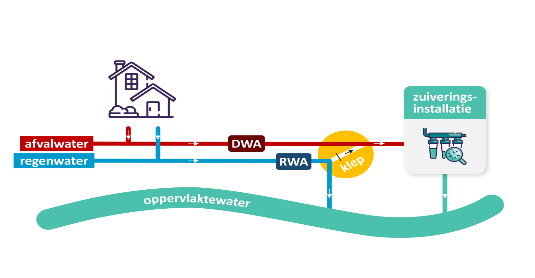 zuiverings-
installatie
afvalwater
DWA
regenwater
RWA
klep
oppervlaktewater